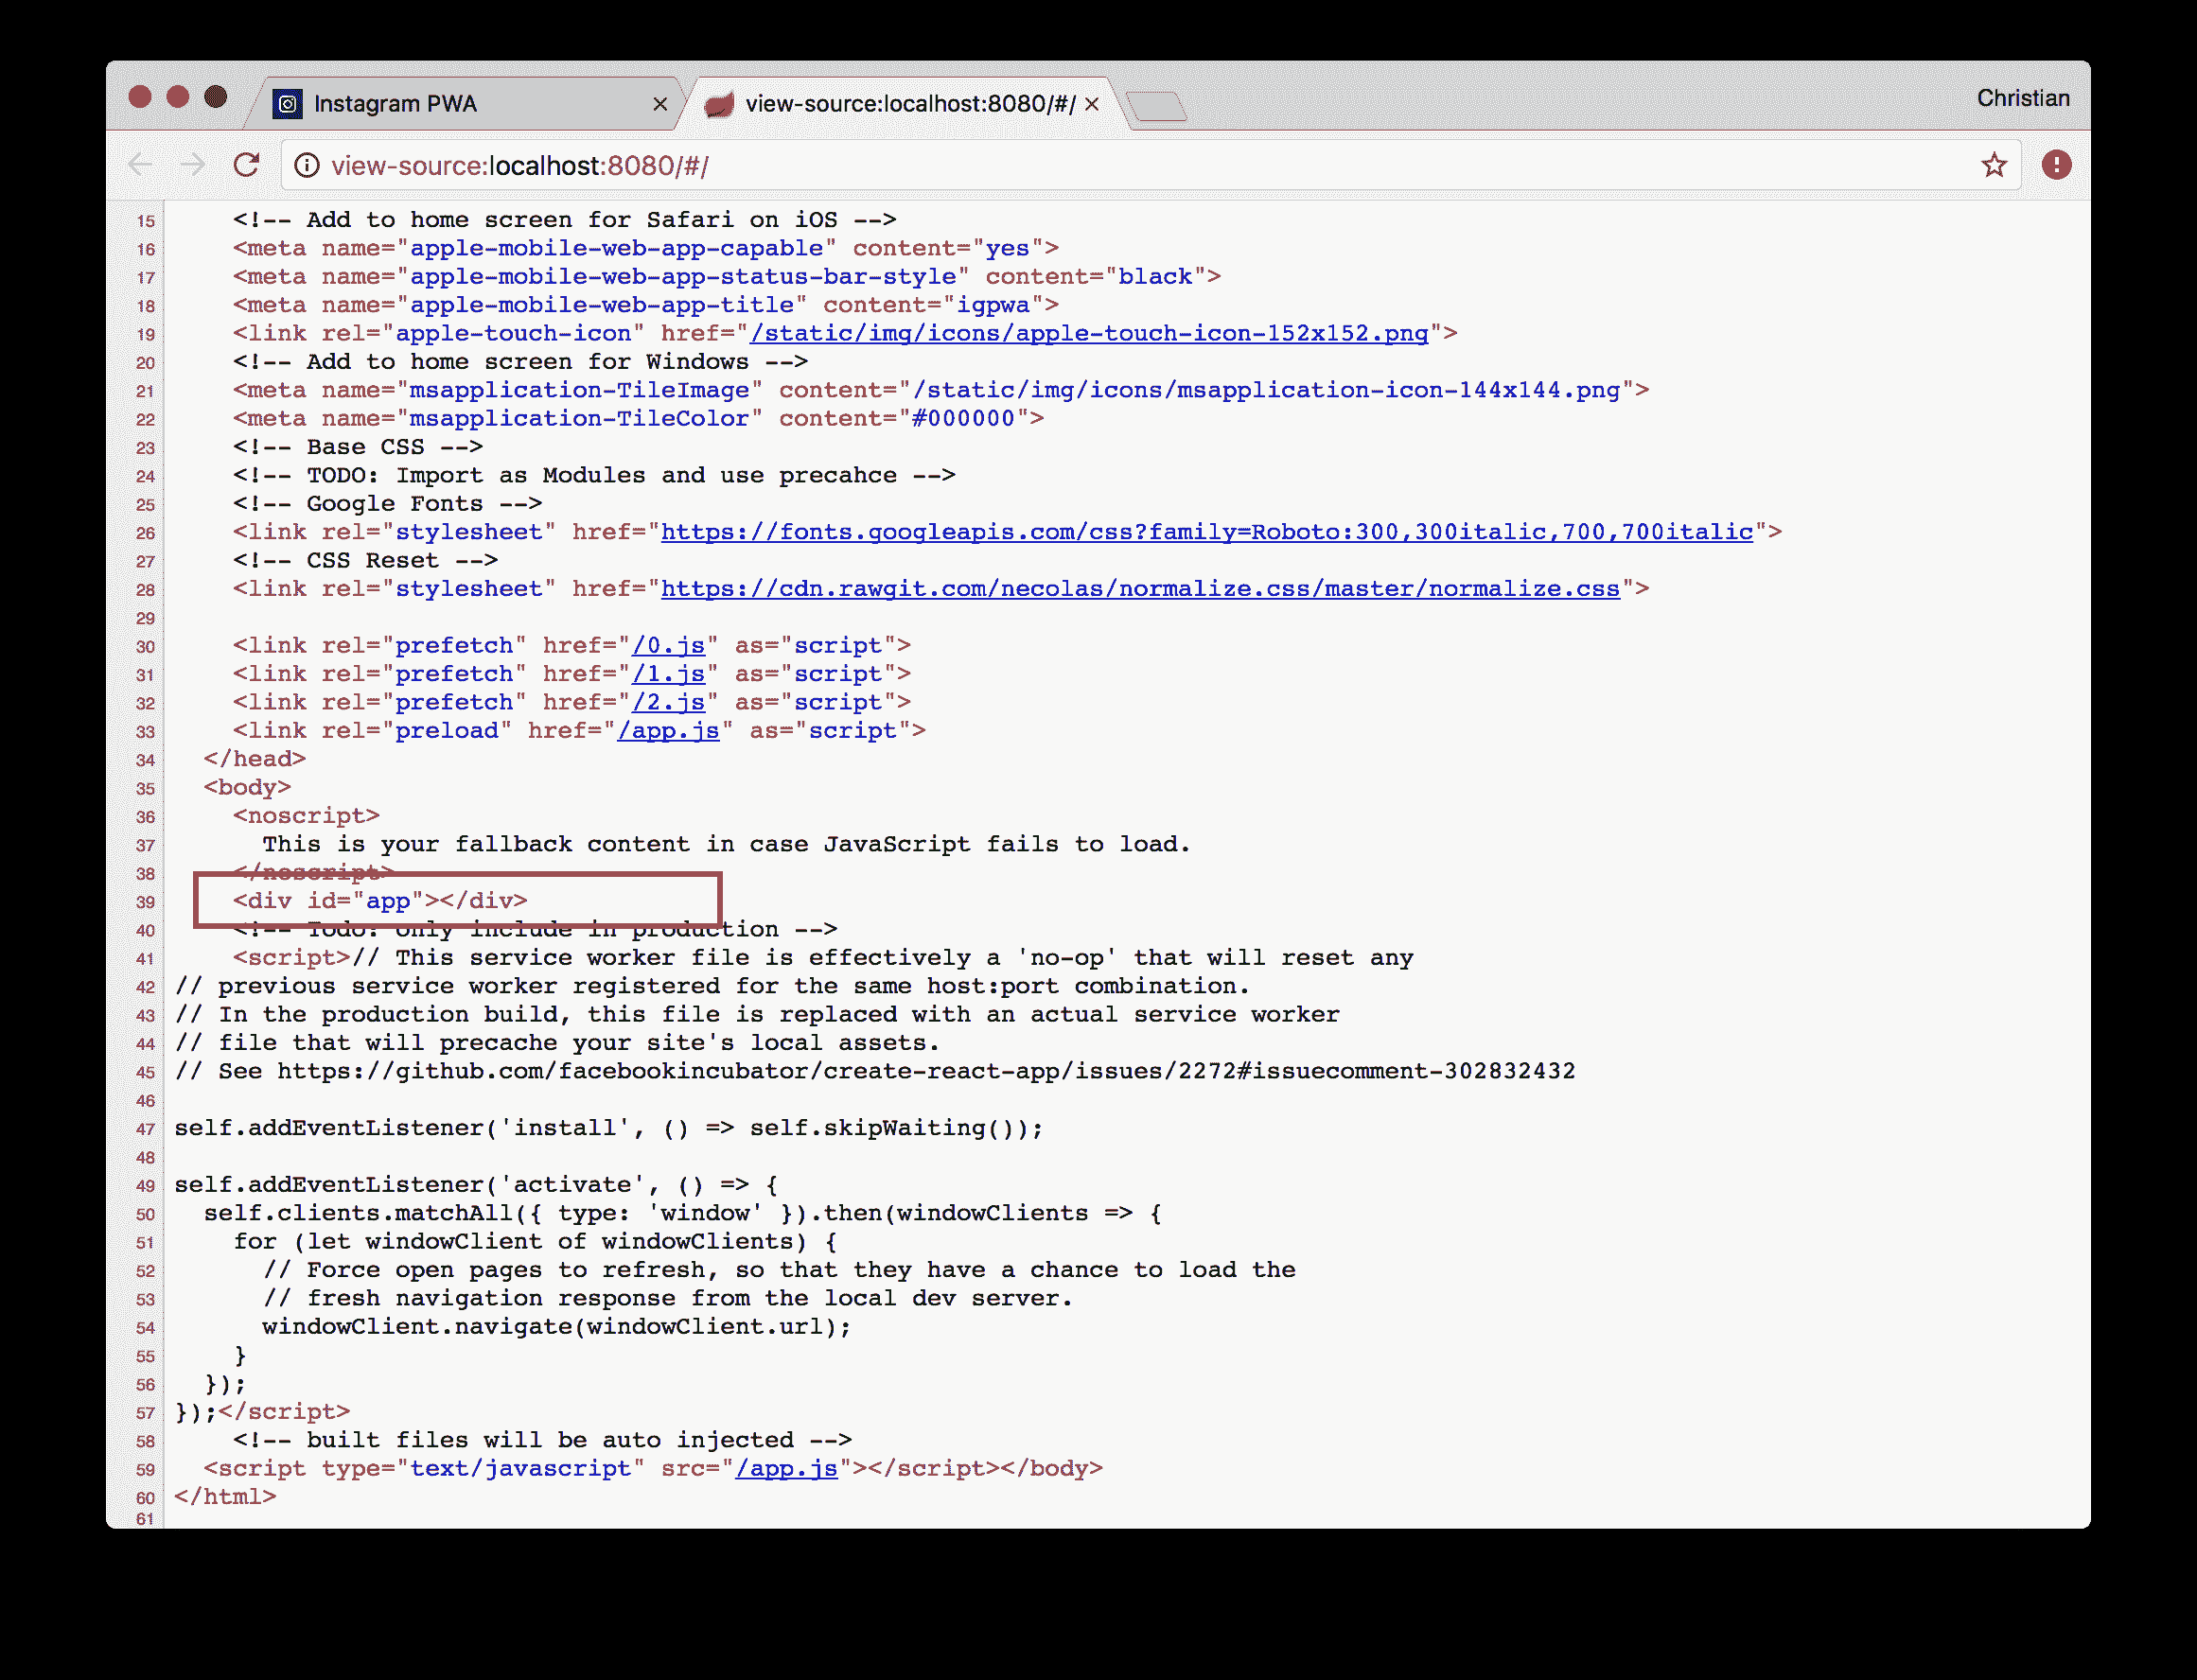 Instagram PWA
view-source:localhost:8080/#/
Christian
view-source:localhost:8080/#/
15 <!-- Add to home screen for Safari on iOS -->
16 <meta name="apple-mobile-web-app-capable" content="yes">
17 <meta name="apple-mobile-web-app-status-bar-style" content="black">
18 <meta name="apple-mobile-web-app-title" content="igpwa">
19 <link rel="apple-touch-icon" href="/static/img/icons/apple-touch-icon-152x152.png">
20 <!-- Add to home screen for Windows -->
21 <meta name="msapplication-TileImage" content="/static/img/icons/msapplication-icon-144x144.png">
22 <meta name="msapplication-TileColor" content="#000000">
23 <!-- Base CSS -->
24 <!-- TODO: Import as Modules and use precahce -->
25 <!-- Google Fonts -->
26 <link rel="stylesheet" href="https://fonts.googleapis.com/css?family=Roboto:300,300italic,700,700italic">
27 <!-- CSS Reset -->
28 <link rel="stylesheet" href="https://cdn.rawgit.com/necolas/normalize.css/master/normalize.css">
29
30 <link rel="prefetch" href="/0.js" as="script">
31 <link rel="prefetch" href="/1.js" as="script">
32 <link rel="prefetch" href="/2.js" as="script">
33 <link rel="preload" href="/app.js" as="script">
34 </head>
35 <body>
36 <noscript>
37 This is your fallback content in case JavaScript fails to load.
38 </noscript>
39 <div id="app"></div>
40 <!-- Todo: only include in production -->
41 <script>// This service worker file is effectively a 'no-op' that will reset any
42 // previous service worker registered for the same host:port combination.
43 // In the production build, this file is replaced with an actual service worker
44 // file that will precache your site's local assets.
45 // See https://github.com/facebookincubator/create-react-app/issues/2272#issuecomment-302832432
46
47 self.addEventListener('install', () => self.skipWaiting());
48
49 self.addEventListener('activate', () => {
50 self.clients.matchAll({ type: 'window' }).then(windowClients => {
51 for (let windowClient of windowClients) {
52 // Force open pages to refresh, so that they have a chance to load the
53 // fresh navigation response from the local dev server.
54 windowClient.navigate(windowClient.url);
55 }
56 });
57 });</script>
58 <!-- built files will be auto injected -->
59 <script type="text/javascript" src="/app.js"></script></body>
60 </html>
61